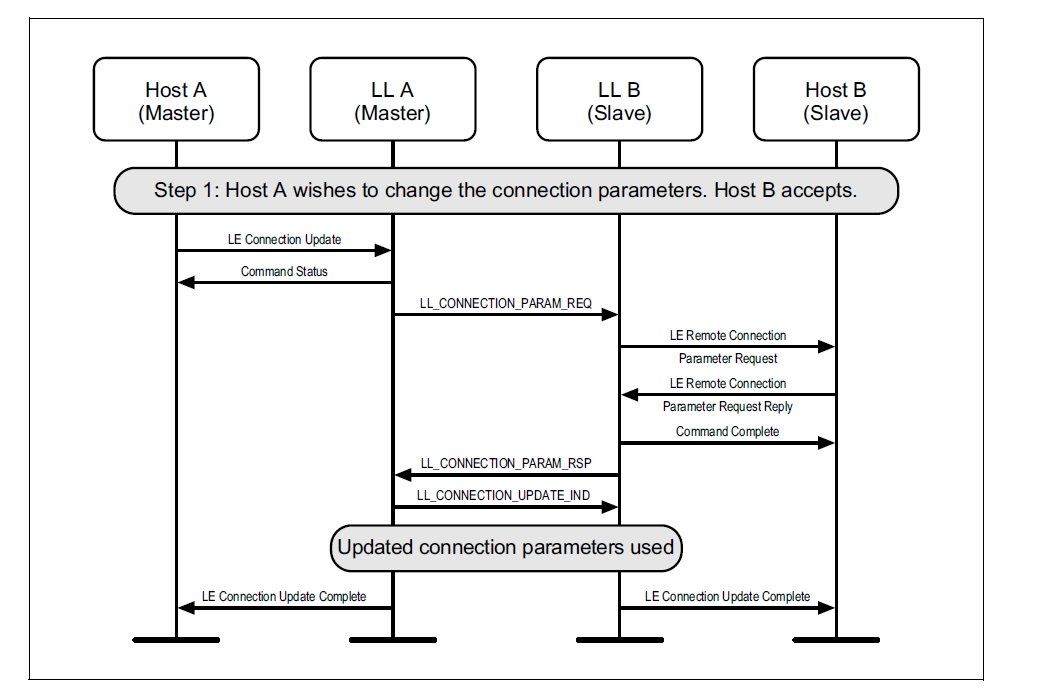 Host A
(Master)
LL A
(Master)
LL B
(Slave)
Host B
(Slave)
Step 1: Host A wishes to change the connection parameters. Host B accepts.
LE Connection Update
Command Status
LL_CONNECTION_PARAM_REQ
LE Remote Connection
Parameter Request
LE Remote Connection
Parameter Request Reply
Command Complete
LL_CONNECTION_PARAM_RSP
LL_CONNECTION_UPDATE_IND
Updated connection parameters used
LE Connection Update Complete
LE Connection Update Complete